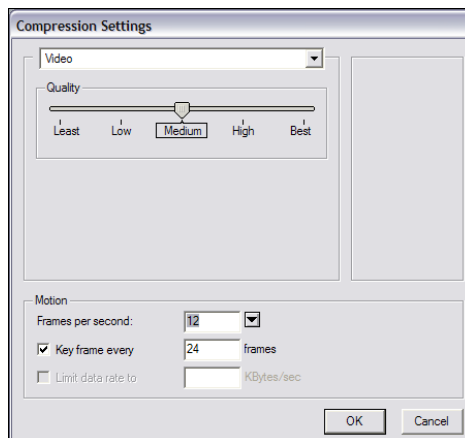 Compression Settings
Video
Quality
Least Low Medium High Best
Motion
Frames per second: 12
Key frame every 24 frames
Limit data rate to KBytes/sec
OK Cancel